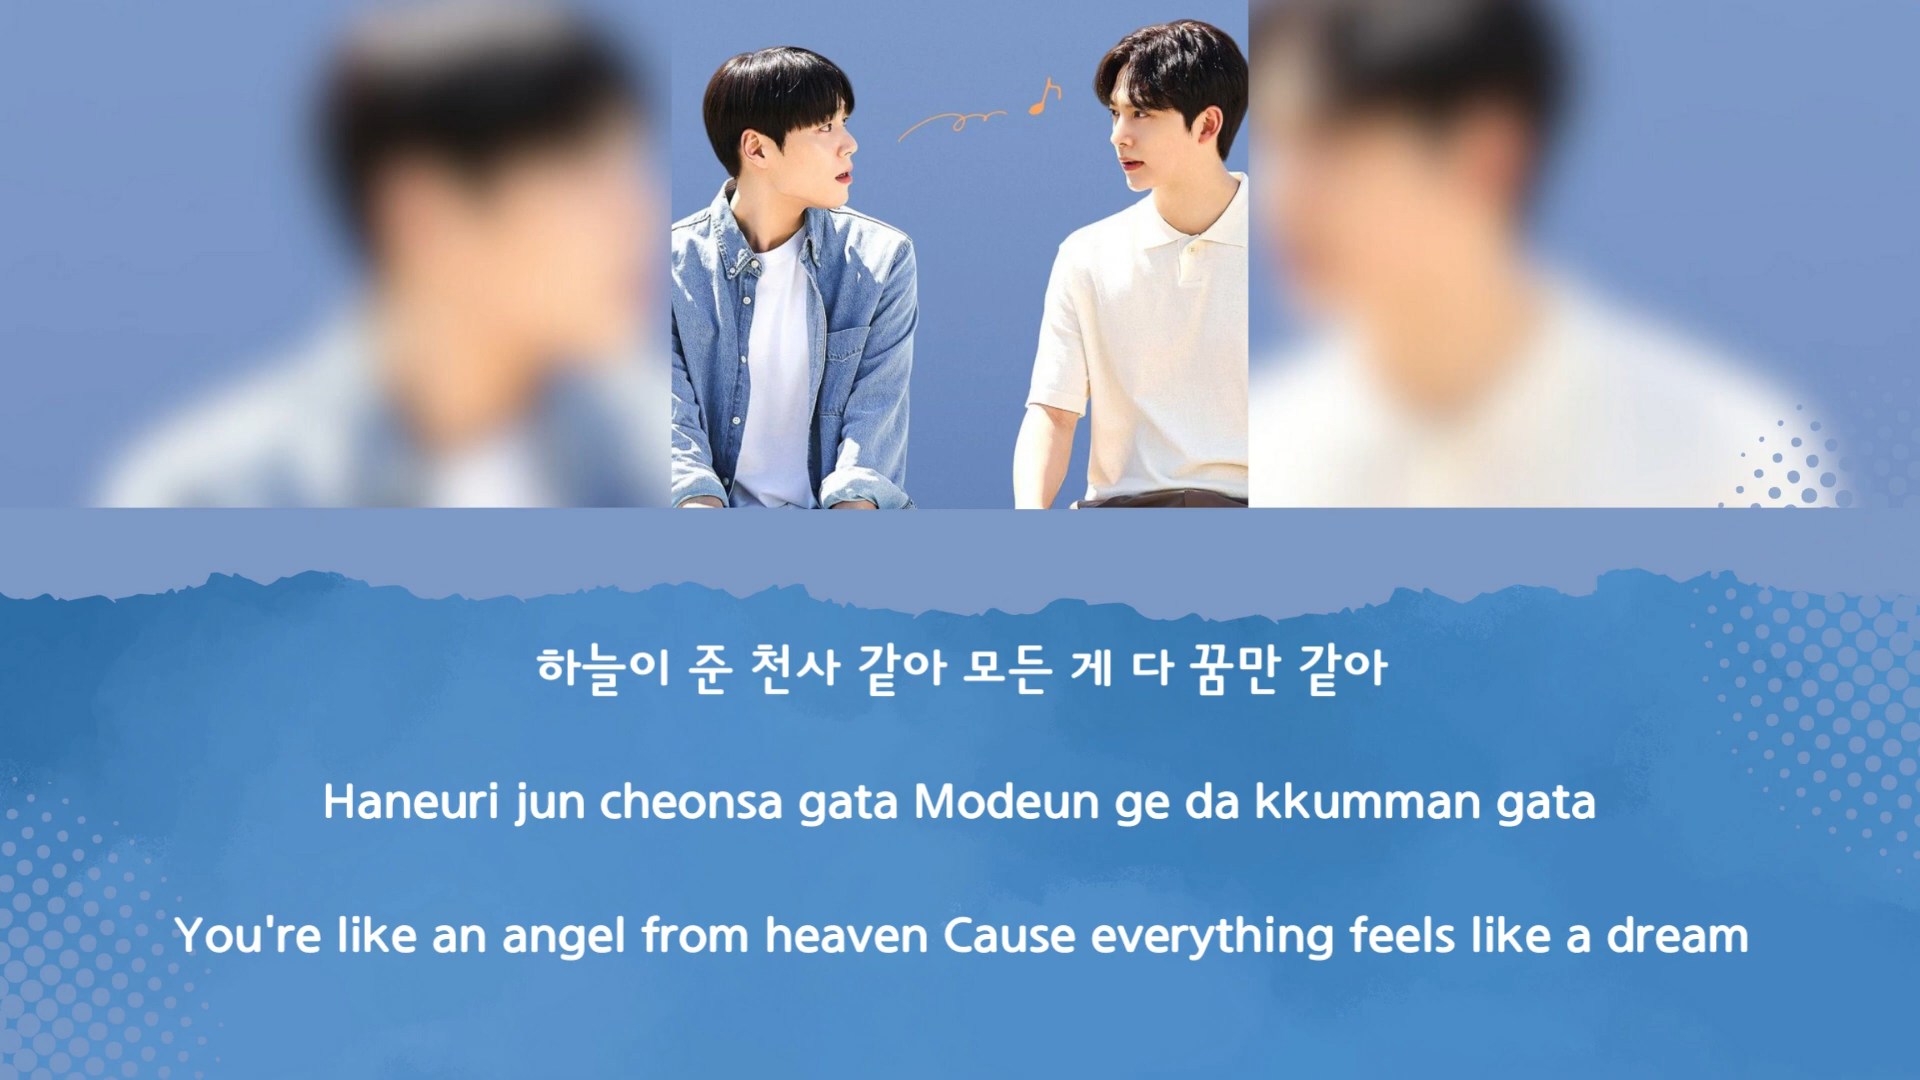 하늘이 준 천사 같아 모든 게 다 꿈만 같아
Haneuri jun cheonsa gata Modeun ge da kkumman gata
You're like an angel from heaven Cause everything feels like a dream